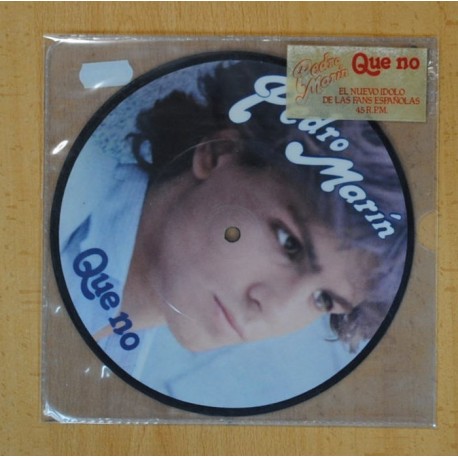 Pedro
Marín
Que no
EL NUEVO IDOLO
DE LAS FANS ESPAÑOLAS
45 R.P.M.
Pedro
Marín
Que no